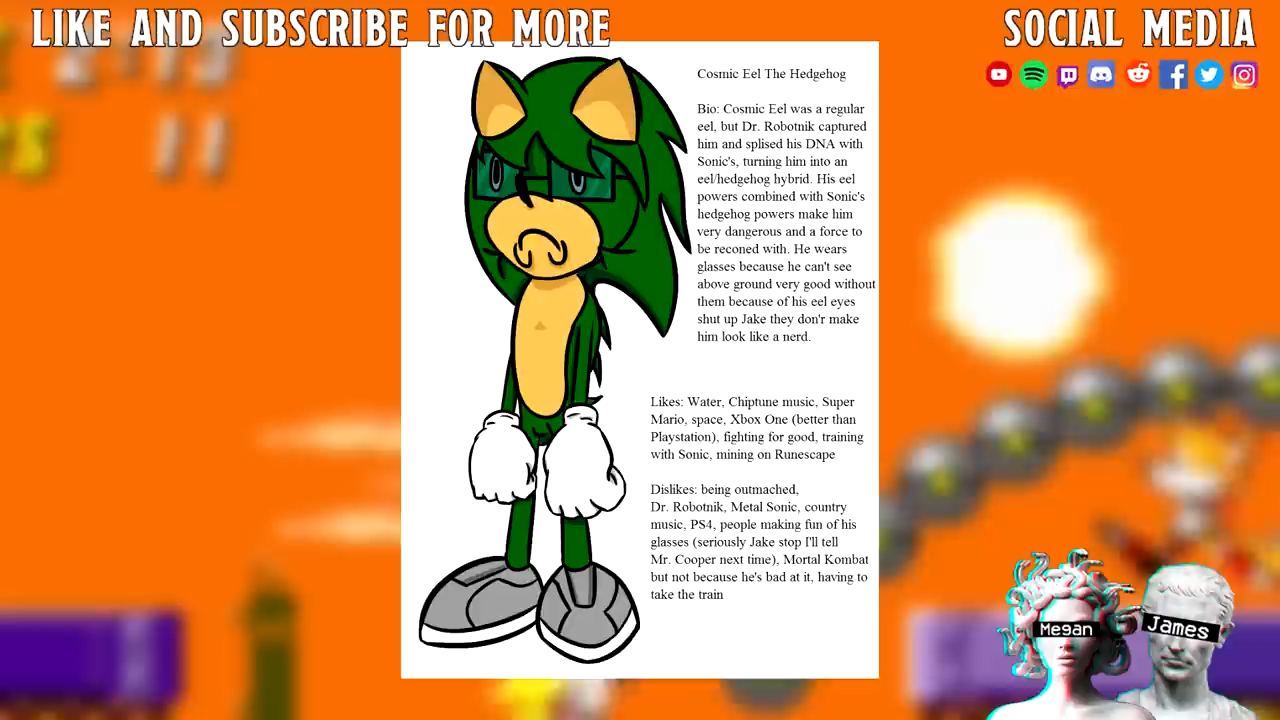 LIKE AND SUBSCRIBE FOR MORE
SOCIAL MEDIA
Cosmic Eel The Hedgehog
Bio: Cosmic Eel was a regular
eel, but Dr. Robotnik captured
him and splised his DNA with
Sonic's, turning him into an
eel/hedgehog hybrid. His eel
powers combined with Sonic's
hedgehog powers make him
very dangerous and a force to
be reconed with. He wears
glasses because he can't see
above ground very good without
them because of his eel eyes
shut up Jake they don'r make
him look like a nerd.
Likes: Water, Chiptune music, Super
Mario, space, Xbox One (better than
Playstation), fighting for good, training
with Sonic, mining on Runescape
Dislikes: being outmached,
Dr. Robotnik, Metal Sonic, country
music, PS4, people making fun of his
glasses (seriously Jake stop I'll tell
Mr. Cooper next time), Mortal Kombat
but not because he's bad at it, having to
take the train
Megan
James
11